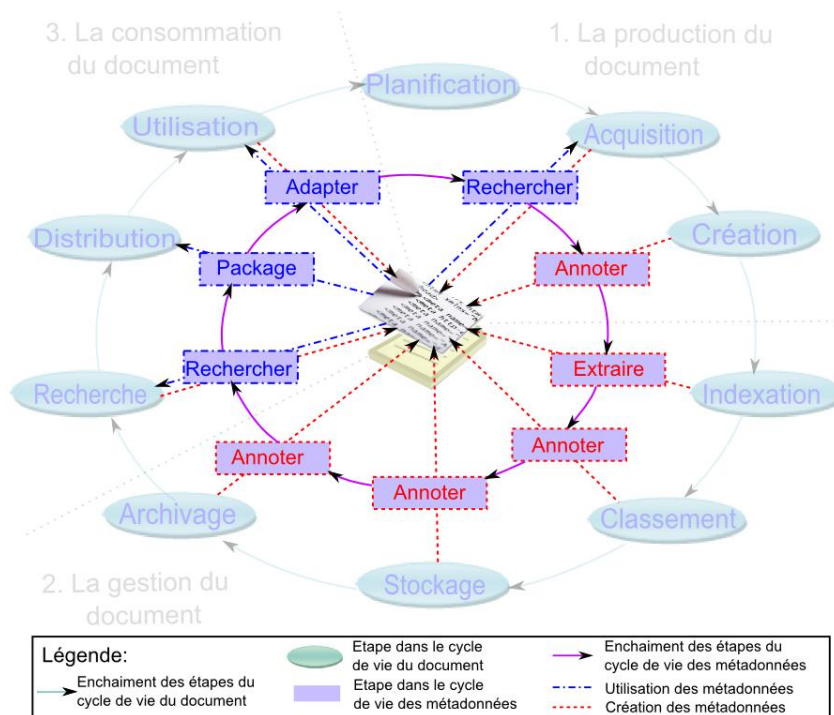 3. La consommation
du document
1. La production du
document
Planification
Utilisation
Acquisition
Adapter
Rechercher
Distribution
Création
Package
Annoter
Rechercher
Extraire
Recherche
Indexation
Annoter
Annoter
Annoter
Archivage
Classement
Stockage
2. La gestion du
document
Légende:
Enchaiment des étapes du
cycle de vie du document
Etape dans le cycle
de vie du document
Etape dans le cycle
de vie des métadonnées
Enchaiment des étapes du
cycle de vie des métadonnées
Utilisation des métadonnées
Création des métadonnées